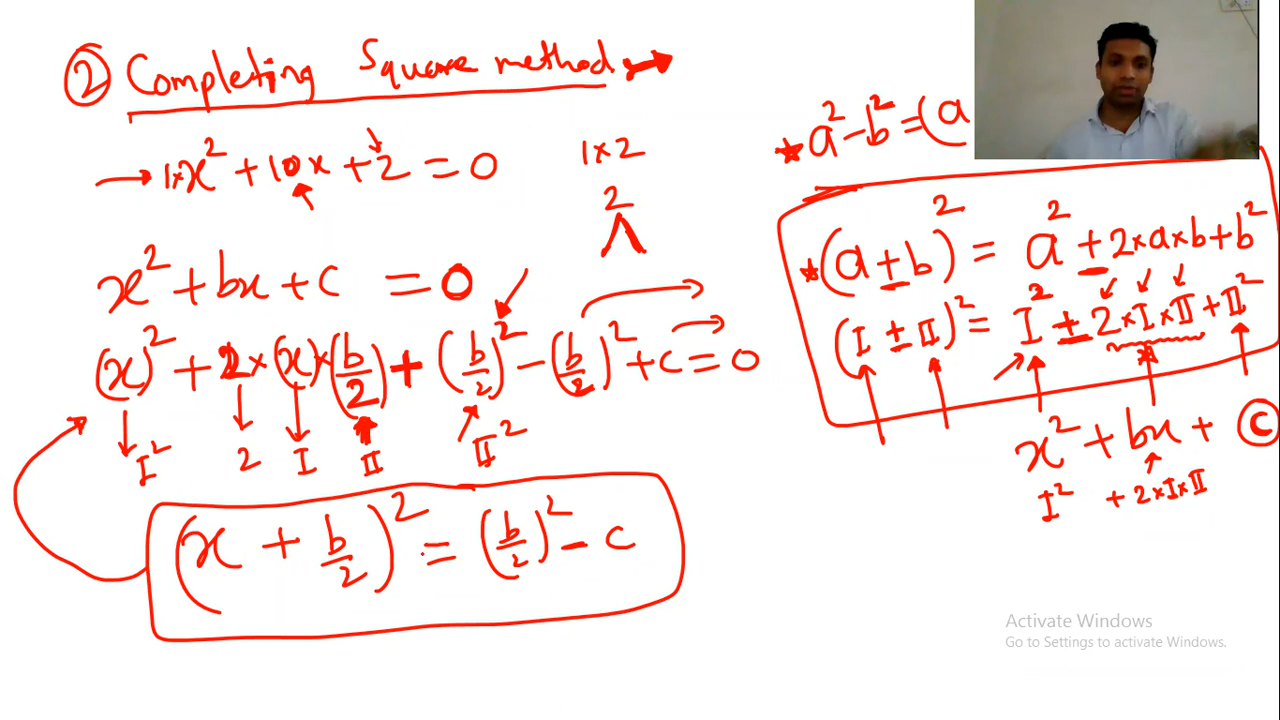 ② Completing Square method →
→ 1×x² + 10x + 2 = 0
1×2
2
x² + bx + c = 0
(x)² + 2×(x)×(b/2) + (b/2)² - (b/2)² + c = 0
I² 2 I II II²
(x + b/2)² = (b/2)² - c
★ a² - b² = (a
★ (a ± b)² = a² ± 2×a×b + b²
(I ± II)² = I² ± 2×I×II + II²
x² + bx + c
I² + 2×I×II
Activate Windows
Go to Settings to activate Windows.